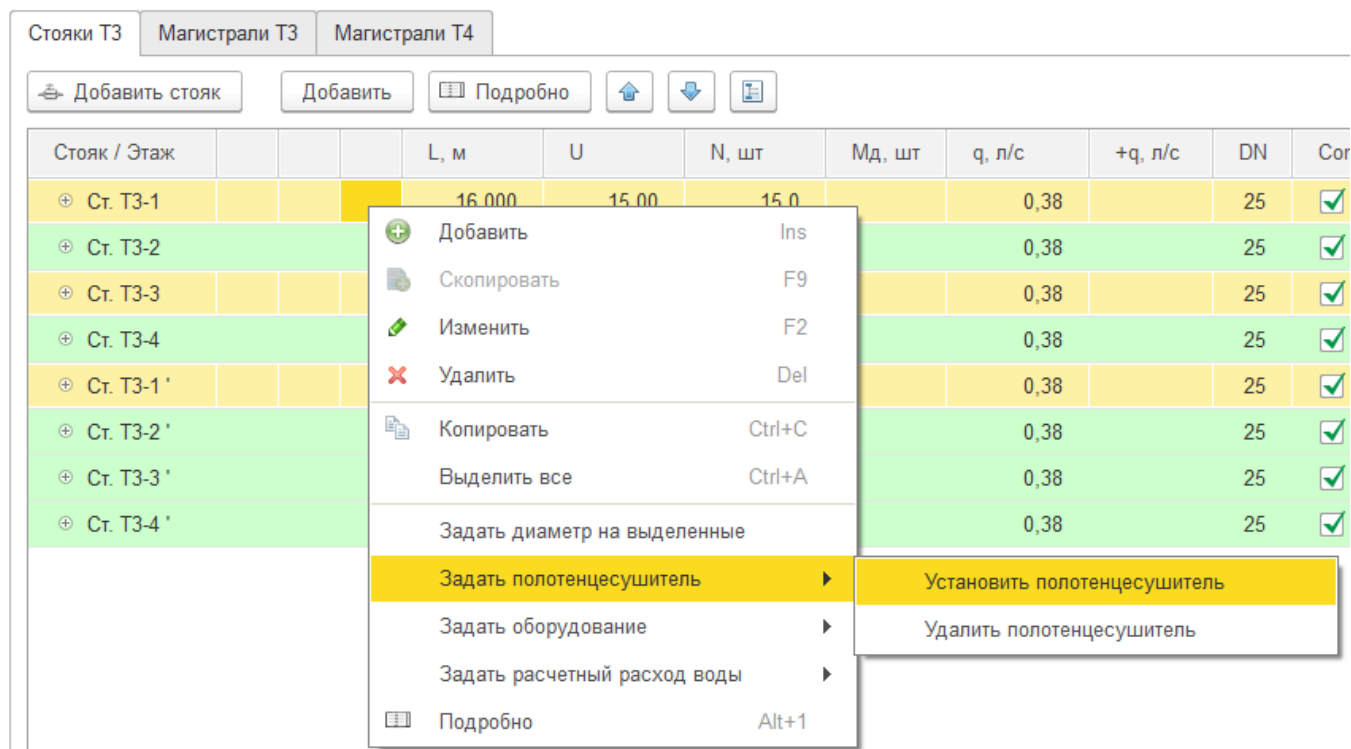 Стояки Т3 Магистрали Т3 Магистрали Т4
Добавить стояк Добавить Подробно
Стояк / Этаж L, м U N, шт Мд, шт q, л/с +q, л/с DN Con
Ст. Т3-1 16,000 15,00 15,0 0,38 25
Ст. Т3-2 0,38 25
Ст. Т3-3 0,38 25
Ст. Т3-4 0,38 25
Ст. Т3-1 ' 0,38 25
Ст. Т3-2 ' 0,38 25
Ст. Т3-3 ' 0,38 25
Ст. Т3-4 ' 0,38 25
Добавить Ins
Скопировать F9
Изменить F2
Удалить Del
Копировать Ctrl+C
Выделить все Ctrl+A
Задать диаметр на выделенные
Задать полотенцесушитель
Задать оборудование
Задать расчетный расход воды
Подробно Alt+1
Установить полотенцесушитель
Удалить полотенцесушитель